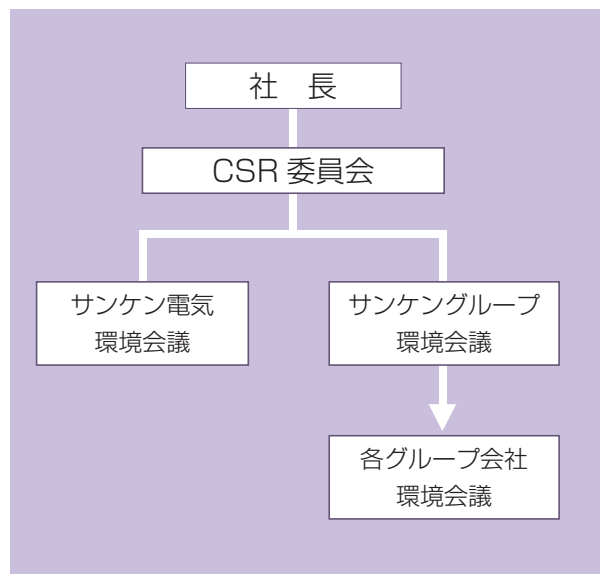 社　長
CSR 委員会
サンケン電気
環境会議
サンケングループ
環境会議
各グループ会社
環境会議